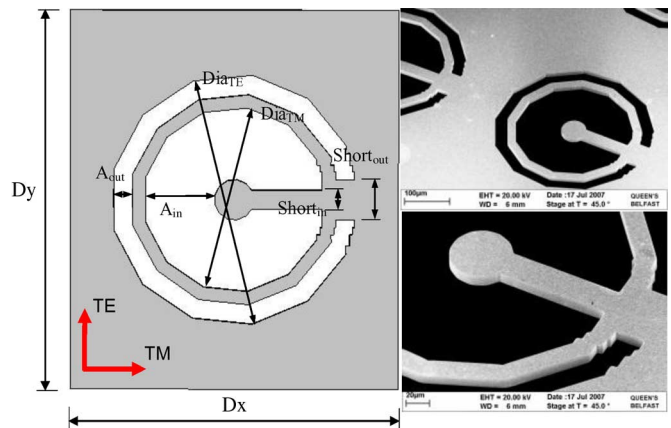 Dia_TE
Dia_TM
A_out
A_in
Short_out
Short_in
Dy
Dx
TE
TM
100µm
EHT = 20.00 kV
WD = 6 mm
Date :17 Jul 2007
Stage at T = 45.0 °
QUEEN'S
BELFAST
20µm
EHT = 20.00 kV
WD = 6 mm
Date :17 Jul 2007
Stage at T = 45.0 °
QUEEN'S
BELFAST